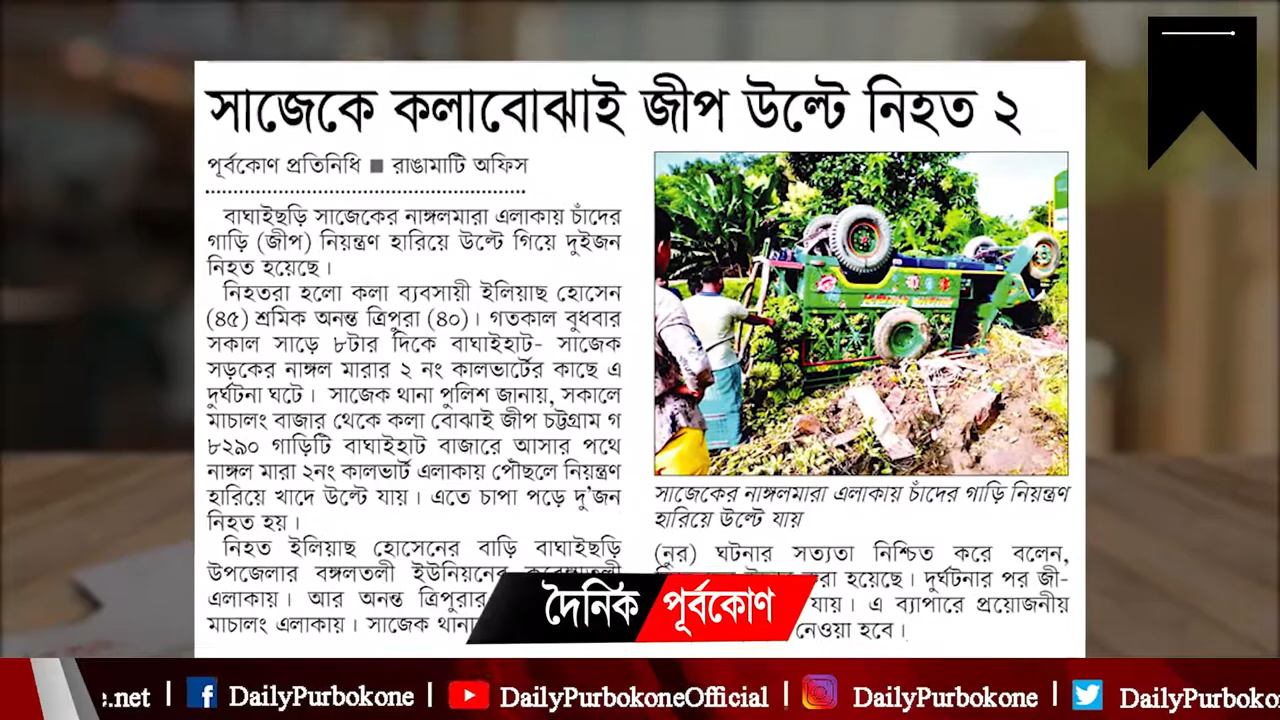 সাজেকে কলাবোঝাই জীপ উল্টে নিহত ২
পূর্বকোণ প্রতিনিধি ■ রাঙামাটি অফিস
বাঘাইছড়ি সাজেকের নাঙ্গলমারা এলাকায় চাঁদের
গাড়ি (জীপ) নিয়ন্ত্রণ হারিয়ে উল্টে গিয়ে দুইজন
নিহত হয়েছে।
নিহতরা হলো কলা ব্যবসায়ী ইলিয়াছ হোসেন
(৪৫) শ্রমিক অনন্ত ত্রিপুরা (৪০)। গতকাল বুধবার
সকাল সাড়ে ৮টার দিকে বাঘাইহাট- সাজেক
সড়কের নাঙ্গল মারার ২ নং কালভার্টের কাছে এ
দুর্ঘটনা ঘটে। সাজেক থানা পুলিশ জানায়, সকালে
মাচালং বাজার থেকে কলা বোঝাই জীপ চট্টগ্রাম গ
৮২৯০ গাড়িটি বাঘাইহাট বাজারে আসার পথে
নাঙ্গল মারা ২নং কালভার্ট এলাকায় পৌঁছলে নিয়ন্ত্রণ
হারিয়ে খাদে উল্টে যায়। এতে চাপা পড়ে দু'জন
নিহত হয়।
নিহত ইলিয়াছ হোসেনের বাড়ি বাঘাইছড়ি
উপজেলার বঙ্গলতলী ইউনিয়নের
এলাকায়। আর অনন্ত ত্রিপুরার
মাচালং এলাকায়। সাজেক থানা
সাজেকের নাঙ্গলমারা এলাকায় চাঁদের গাড়ি নিয়ন্ত্রণ
হারিয়ে উল্টে যায়
(নুর) ঘটনার সত্যতা নিশ্চিত করে বলেন,
রা হয়েছে। দুর্ঘটনার পর জী-
যায়। এ ব্যাপারে প্রয়োজনীয়
নেওয়া হবে।
দৈনিক পূর্বকোণ
e.net | DailyPurbokone | DailyPurbokoneOfficial | DailyPurbokone | DailyPurboko